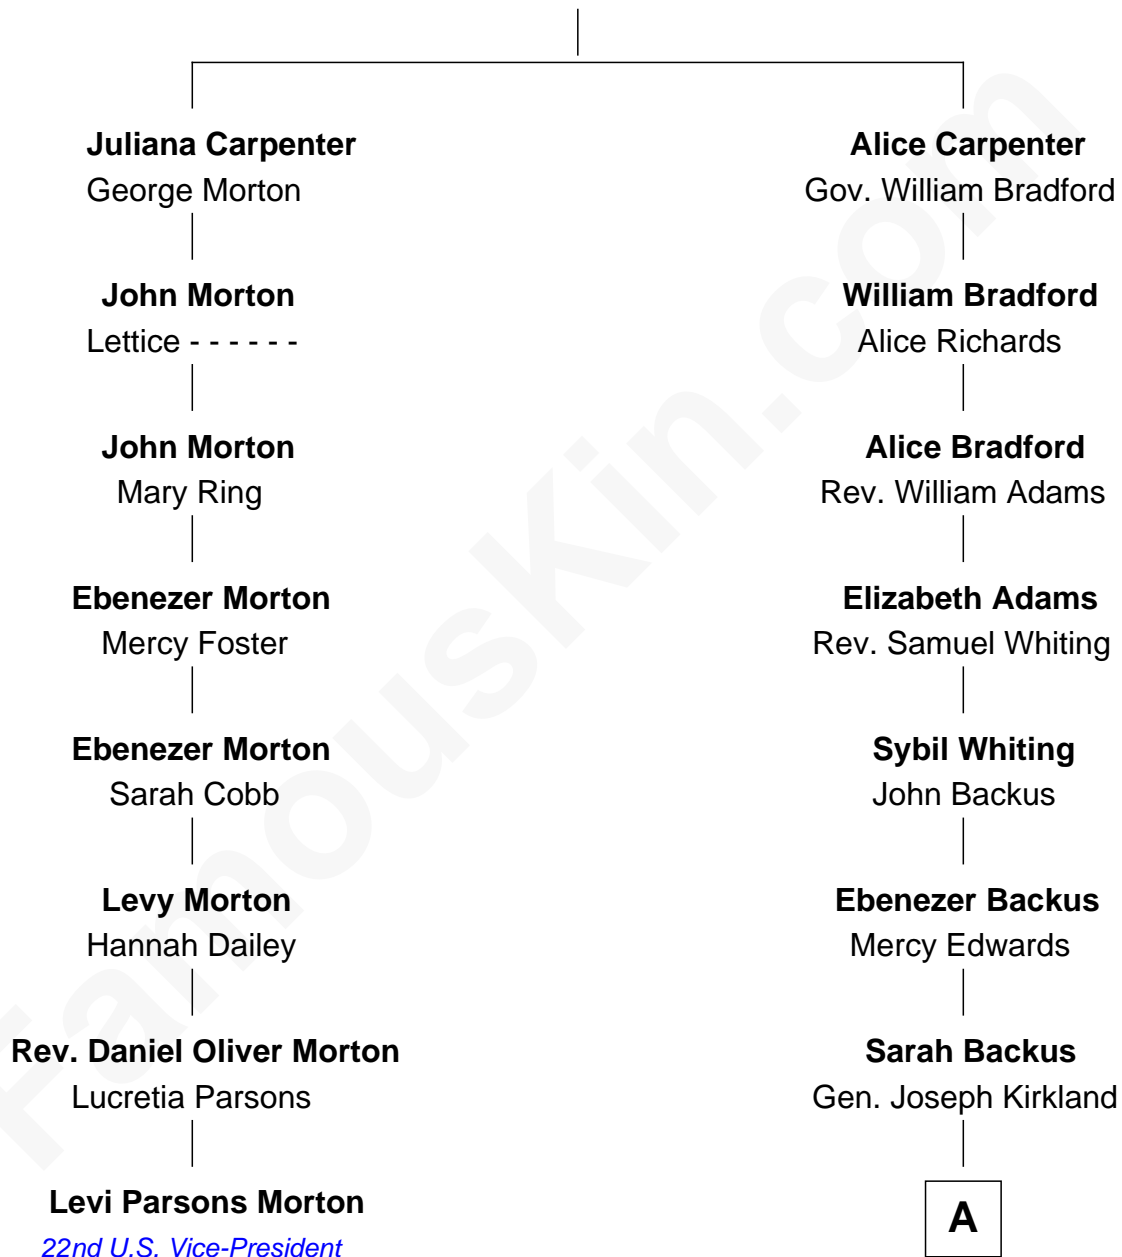 Juliana Carpenter
George Morton
Alice Carpenter
Gov. William Bradford
John Morton
Lettice - - - - - -
William Bradford
Alice Richards
John Morton
Mary Ring
Alice Bradford
Rev. William Adams
Ebenezer Morton
Mercy Foster
Elizabeth Adams
Rev. Samuel Whiting
Ebenezer Morton
Sarah Cobb
Sybil Whiting
John Backus
Levy Morton
Hannah Dailey
Ebenezer Backus
Mercy Edwards
Rev. Daniel Oliver Morton
Lucretia Parsons
Sarah Backus
Gen. Joseph Kirkland
Levi Parsons Morton
22nd U.S. Vice-President
A
FamousKin.com